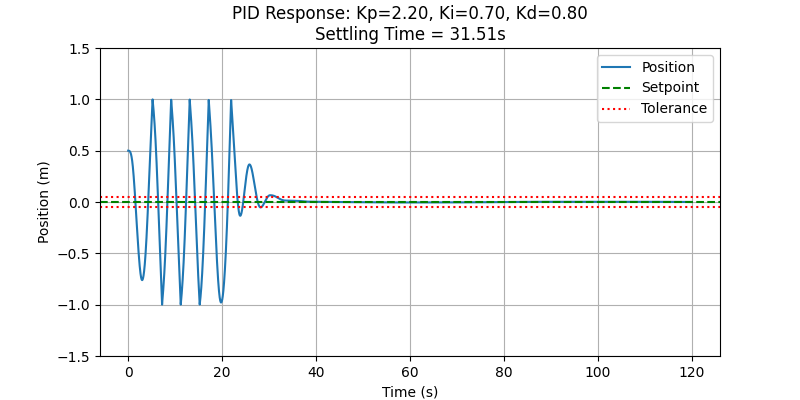 PID Response: Kp=2.20, Ki=0.70, Kd=0.80
Settling Time = 31.51s
1.5
1.0
0.5
0.0
−0.5
−1.0
−1.5
Position (m)
Position
Setpoint
Tolerance
0 20 40 60 80 100 120
Time (s)